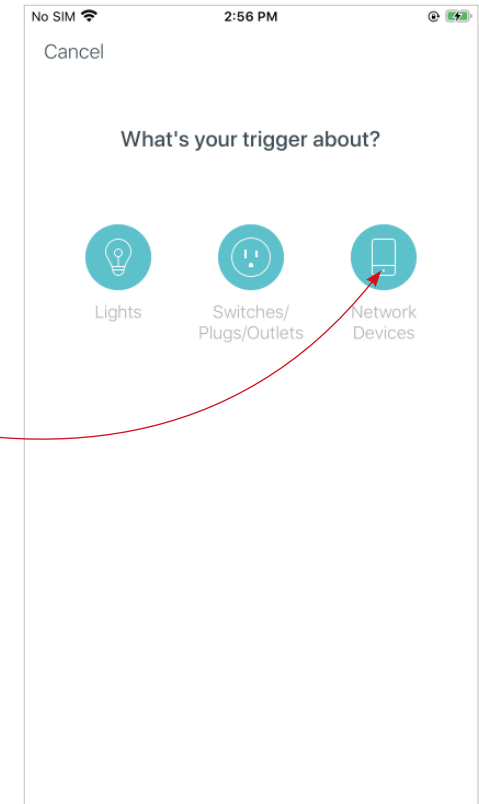 No SIM 2:56 PM
Cancel
What's your trigger about?
Lights
Switches/
Plugs/Outlets
Network
Devices